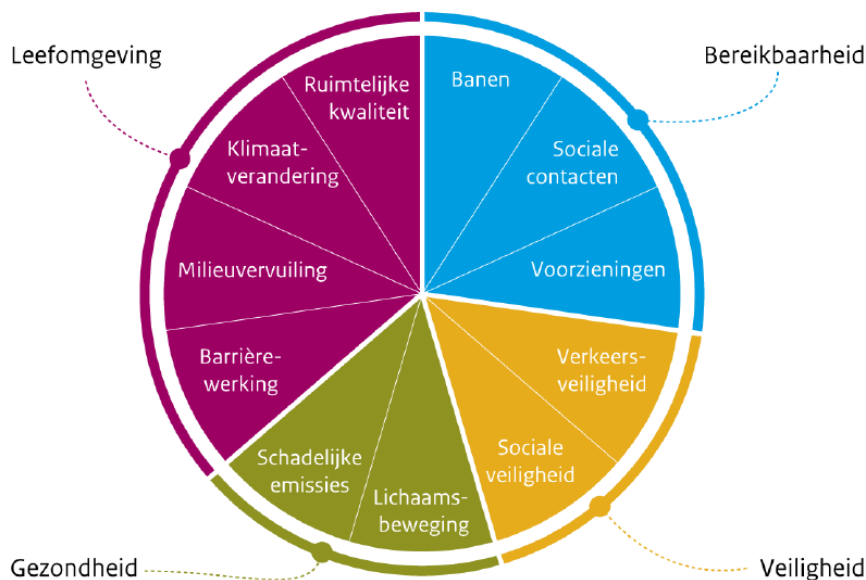 Leefomgeving
Bereikbaarheid
Ruimtelijke
kwaliteit
Banen
Klimaat-
verandering
Sociale
contacten
Milieuvervuiling
Voorzieningen
Barrière-
werking
Verkeers-
veiligheid
Schadelijke
emissies
Lichaams-
beweging
Sociale
veiligheid
Gezondheid
Veiligheid